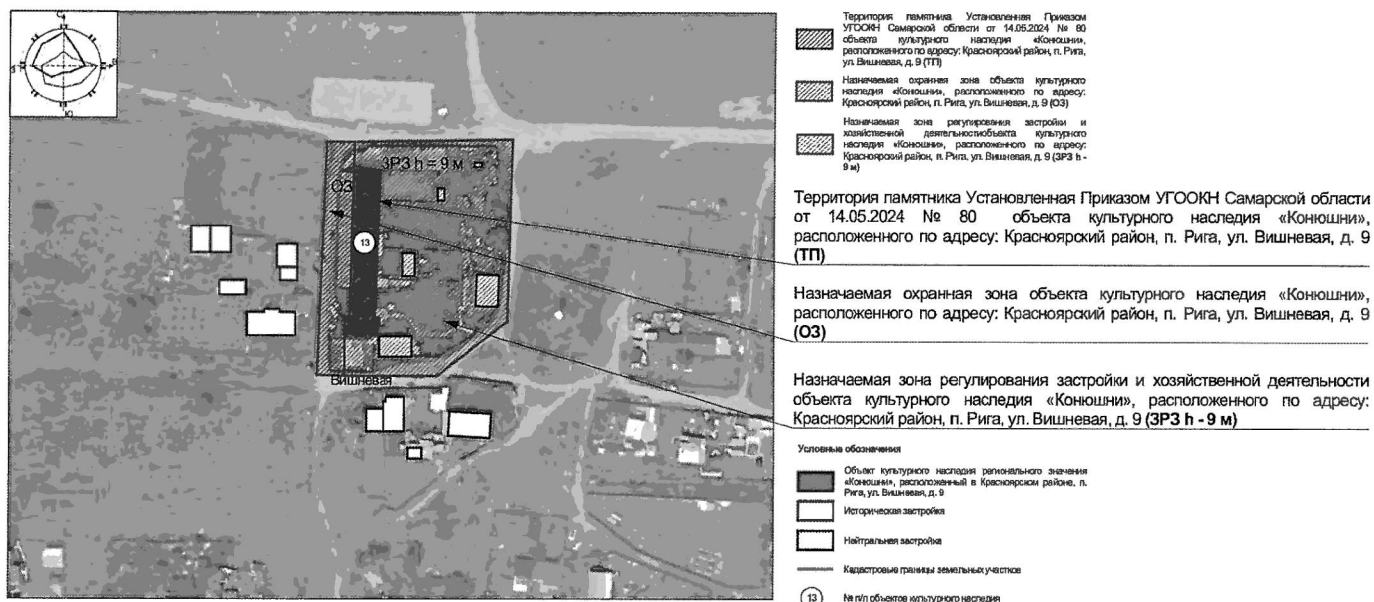 С
З
В
Ю
ЗРЗ h = 9 м
ОЗ
13
Вишневая
Территория памятника Установленная Приказом
УГООКН Самарской области от 14.05.2024 № 80
объекта культурного наследия «Конюшни»,
расположенного по адресу: Красноярский район, п. Рига,
ул. Вишневая, д. 9 (ТП)
Назначаемая охранная зона объекта культурного
наследия «Конюшни», расположенного по адресу:
Красноярский район, п. Рига, ул. Вишневая, д. 9 (ОЗ)
Назначаемая зона регулирования застройки и
хозяйственной деятельностиобъекта культурного
наследия «Конюшни», расположенного по адресу:
Красноярский район, п. Рига, ул. Вишневая, д. 9 (ЗРЗ h -
9 м)
Территория памятника Установленная Приказом УГООКН Самарской области
от 14.05.2024 № 80 объекта культурного наследия «Конюшни»,
расположенного по адресу: Красноярский район, п. Рига, ул. Вишневая, д. 9
(ТП)
Назначаемая охранная зона объекта культурного наследия «Конюшни»,
расположенного по адресу: Красноярский район, п. Рига, ул. Вишневая, д. 9
(ОЗ)
Назначаемая зона регулирования застройки и хозяйственной деятельности
объекта культурного наследия «Конюшни», расположенного по адресу:
Красноярский район, п. Рига, ул. Вишневая, д. 9 (ЗРЗ h - 9 м)
Условные обозначения
Объект культурного наследия регионального значения
«Конюшни», расположенный в Красноярском районе, п.
Рига, ул. Вишневая, д. 9
Историческая застройка
Нейтральная застройка
Кадастровые границы земельных участков
13 № п/п объектов культурного наследия